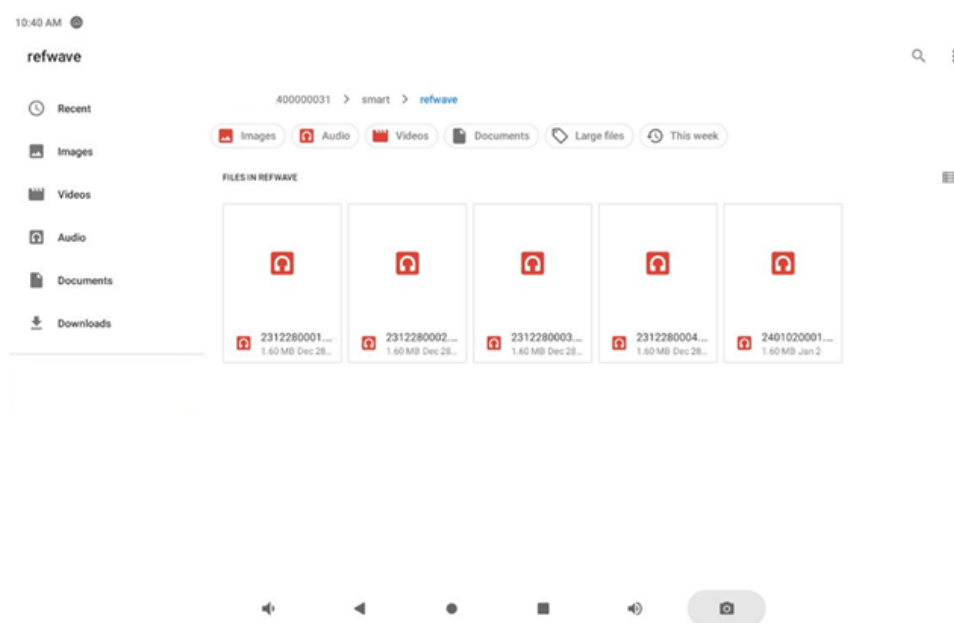 10:40 AM
refwave
Recent
Images
Videos
Audio
Documents
Downloads
400000031 > smart > refwave
Images Audio Videos Documents Large files This week
FILES IN REFWAVE
2312280001.... 2312280002.... 2312280003.... 2312280004.... 2401020001....
1.60 MB Dec 28... 1.60 MB Dec 28... 1.60 MB Dec 28... 1.60 MB Dec 28... 1.60 MB Jan 2